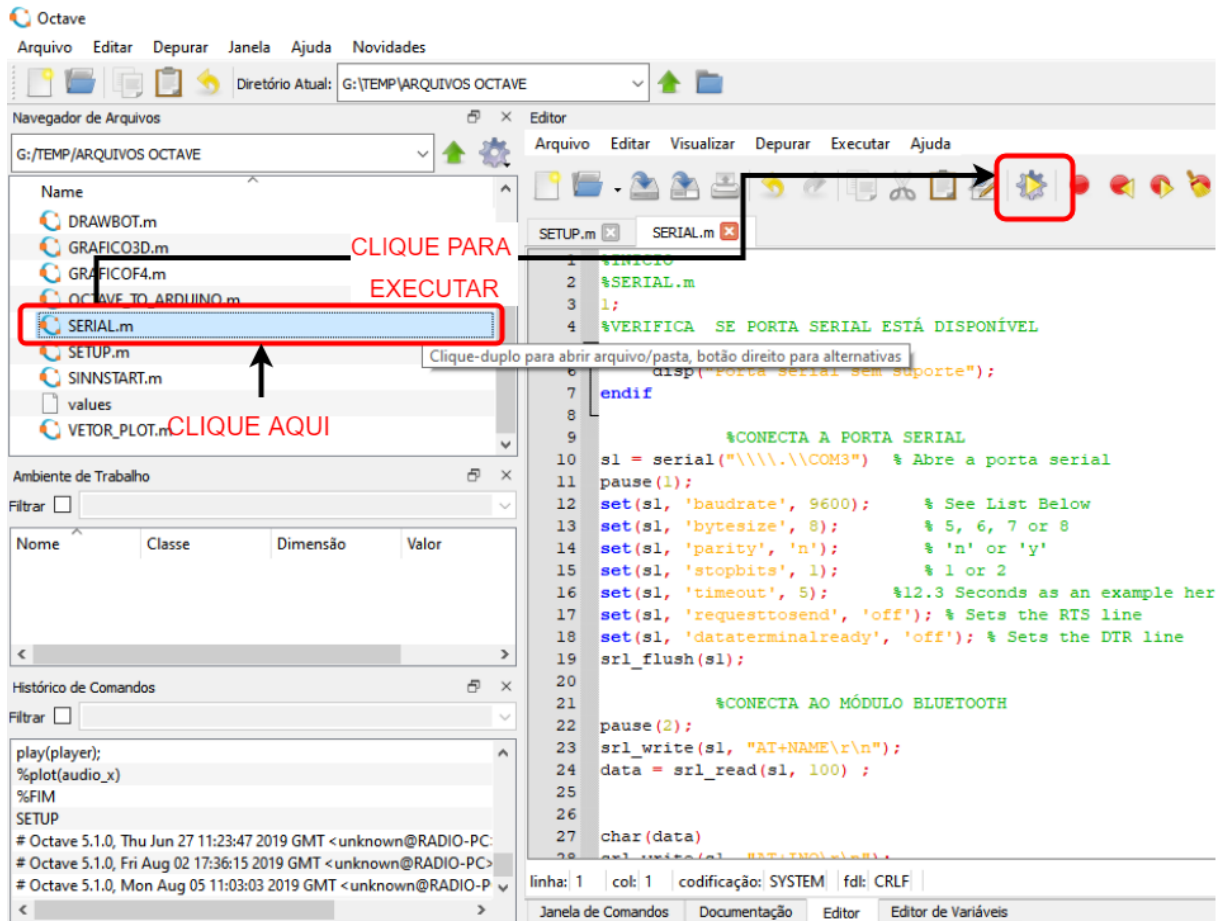 Octave
Arquivo Editar Depurar Janela Ajuda Novidades
Diretório Atual: G:\TEMP\ARQUIVOS OCTAVE
Navegador de Arquivos
G:/TEMP/ARQUIVOS OCTAVE
Name
DRAWBOT.m
GRAFICO3D.m
GRAFICOF4.m
OCTAVE_TO_ARDUINO.m
SERIAL.m
SETUP.m
SINNSTART.m
values
VETOR_PLOT.m
CLIQUE PARA
EXECUTAR
CLIQUE AQUI
Clique-duplo para abrir arquivo/pasta, botão direito para alternativas
Ambiente de Trabalho
Filtrar
Nome Classe Dimensão Valor
Histórico de Comandos
Filtrar
play(player);
%plot(audio_x)
%FIM
SETUP
# Octave 5.1.0, Thu Jun 27 11:23:47 2019 GMT <unknown@RADIO-PC>
# Octave 5.1.0, Fri Aug 02 17:36:15 2019 GMT <unknown@RADIO-PC>
# Octave 5.1.0, Mon Aug 05 11:03:03 2019 GMT <unknown@RADIO-P
Editor
Arquivo Editar Visualizar Depurar Executar Ajuda
SETUP.m SERIAL.m
1 %INICIO
2 %SERIAL.m
3 1;
4 %VERIFICA SE PORTA SERIAL ESTÁ DISPONÍVEL
6 disp("Porta serial sem suporte");
7 endif
8
9 %CONECTA A PORTA SERIAL
10 s1 = serial("\\\\.\\COM3") % Abre a porta serial
11 pause(1);
12 set(s1, 'baudrate', 9600); % See List Below
13 set(s1, 'bytesize', 8); % 5, 6, 7 or 8
14 set(s1, 'parity', 'n'); % 'n' or 'y'
15 set(s1, 'stopbits', 1); % 1 or 2
16 set(s1, 'timeout', 5); %12.3 Seconds as an example her
17 set(s1, 'requesttosend', 'off'); % Sets the RTS line
18 set(s1, 'dataterminalready', 'off'); % Sets the DTR line
19 srl_flush(s1);
20
21 %CONECTA AO MÓDULO BLUETOOTH
22 pause(2);
23 srl_write(s1, "AT+NAME\r\n");
24 data = srl_read(s1, 100) ;
25
26
27 char(data)
28 srl_write(s1, "AT+INQ\r\n");
linha: 1 col: 1 codificação: SYSTEM fdl: CRLF
Janela de Comandos Documentação Editor Editor de Variáveis